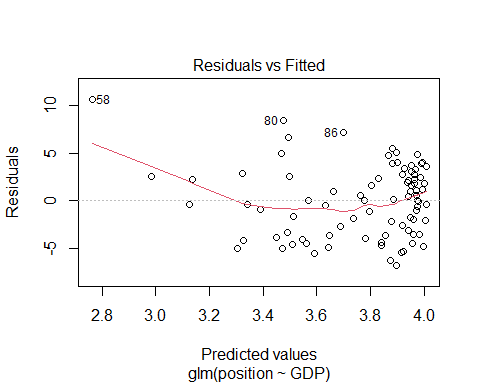 Residuals vs Fitted
Residuals
10
5
0
-5
58
80
86
2.8 3.0 3.2 3.4 3.6 3.8 4.0
Predicted values
glm(position ~ GDP)